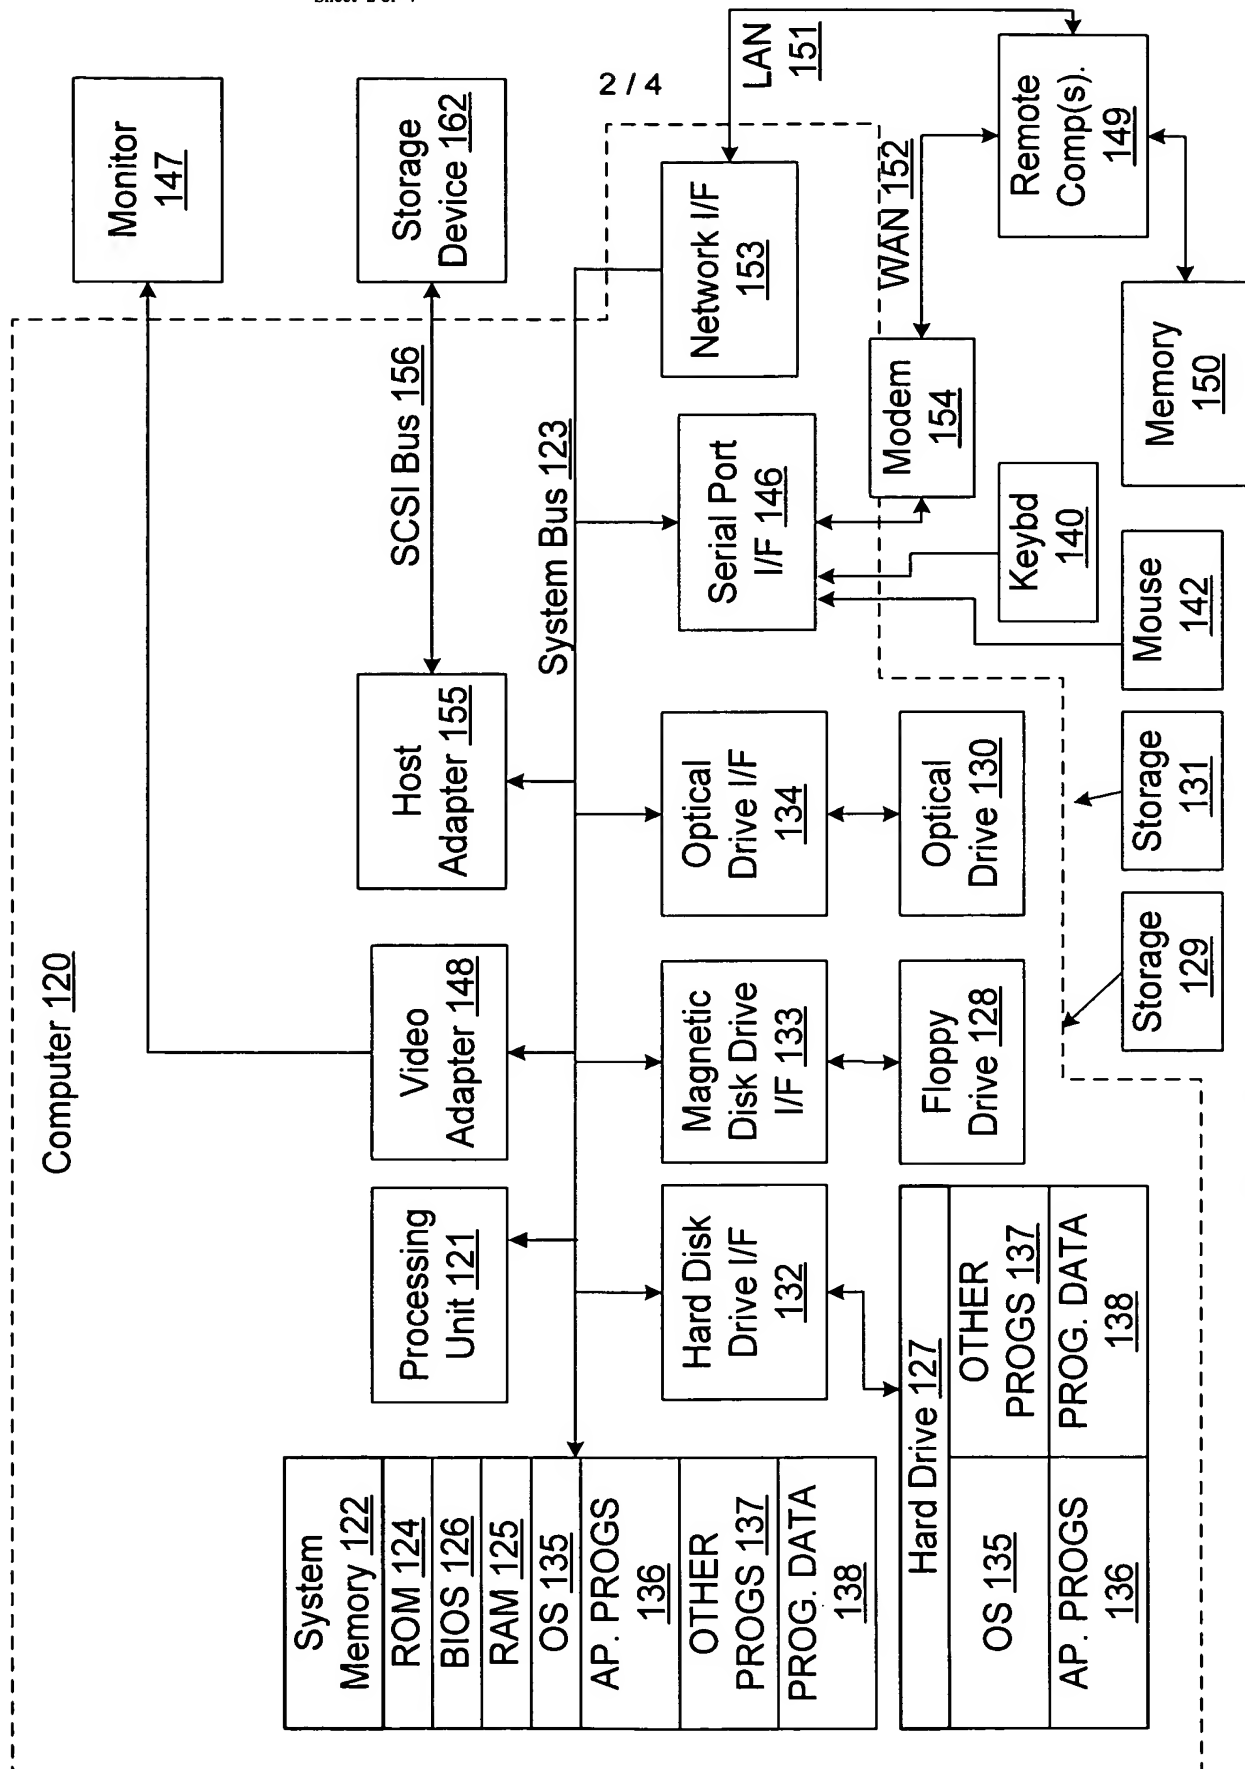 Computer 120
Monitor
147
Storage
Device 162
SCSI Bus 156
Host
Adapter 155
Video
Adapter 148
Processing
Unit 121
System
Memory 122
ROM 124
BIOS 126
RAM 125
OS 135
AP. PROGS
136
OTHER
PROGS 137
PROG. DATA
138
System Bus 123
Hard Disk
Drive I/F
132
Magnetic
Disk Drive
I/F 133
Optical
Drive I/F
134
Serial Port
I/F 146
Network I/F
153
2 / 4
LAN
151
WAN 152
Modem
154
Remote
Comp(s).
149
Memory
150
Keybd
140
Mouse
142
Storage
131
Storage
129
Optical
Drive 130
Floppy
Drive 128
Hard Drive 127
OS 135
OTHER
PROGS 137
AP. PROGS
136
PROG. DATA
138